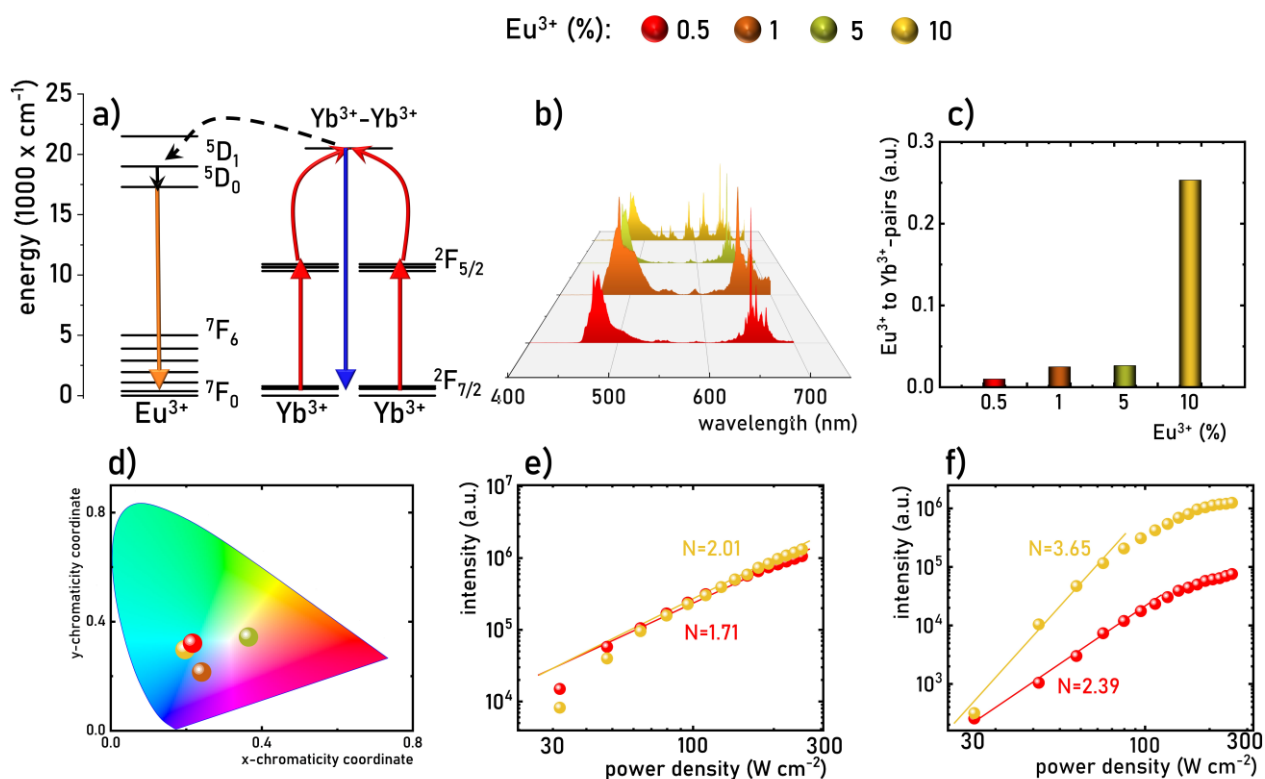 Eu³⁺ (%): 0.5 1 5 10
a)
energy (1000 x cm⁻¹)
25
20
15
10
5
0
Yb³⁺-Yb³⁺
⁵D₁
⁵D₀
²F₅/₂
⁷F₆
⁷F₀
²F₇/₂
Eu³⁺ Yb³⁺ Yb³⁺
b)
400 500 600 700
wavelength (nm)
c)
Eu³⁺ to Yb³⁺-pairs (a.u.)
0.3
0.2
0.1
0.0
0.5 1 5 10
Eu³⁺ (%)
d)
y-chromaticity coordinate
0.8
0.4
0.0
0.0 0.4 0.8
x-chromaticity coordinate
e)
intensity (a.u.)
10⁷
10⁶
10⁵
10⁴
N=2.01
N=1.71
30 100 300
power density (W cm⁻²)
f)
intensity (a.u.)
10⁶
10⁵
10⁴
10³
N=3.65
N=2.39
30 100 300
power density (W cm⁻²)